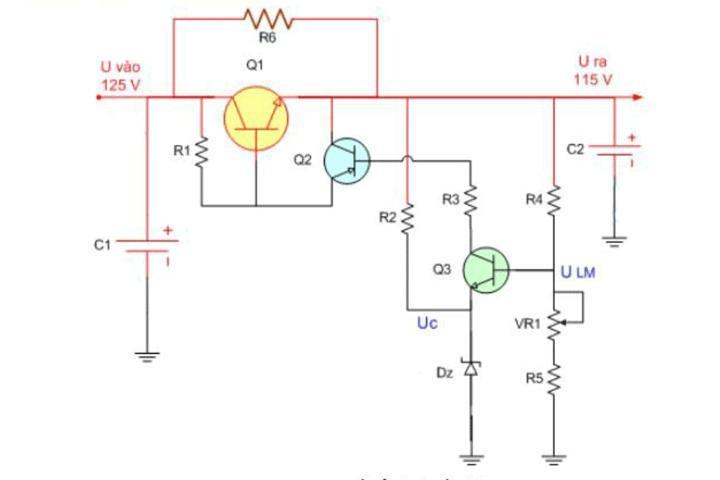 R6
Q1
U vào
125 V
U ra
115 V
R1
Q2
C2
R2
R3
R4
C1
Q3
U LM
Uc
VR1
Dz
R5